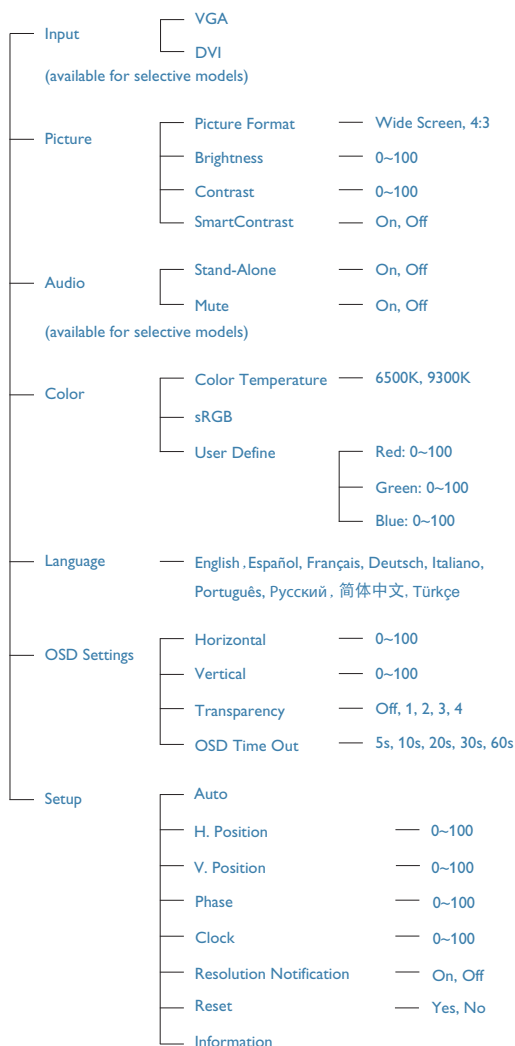 Input VGA
DVI
(available for selective models)
Picture Picture Format Wide Screen, 4:3
Brightness 0~100
Contrast 0~100
SmartContrast On, Off
Audio Stand-Alone On, Off
Mute On, Off
(available for selective models)
Color Color Temperature 6500K, 9300K
sRGB
User Define Red: 0~100
Green: 0~100
Blue: 0~100
Language English , Español, Français, Deutsch, Italiano,
Português, Русский , 简体中文, Türkçe
OSD Settings Horizontal 0~100
Vertical 0~100
Transparency Off, 1, 2, 3, 4
OSD Time Out 5s, 10s, 20s, 30s, 60s
Setup Auto
H. Position 0~100
V. Position 0~100
Phase 0~100
Clock 0~100
Resolution Notification On, Off
Reset Yes, No
Information